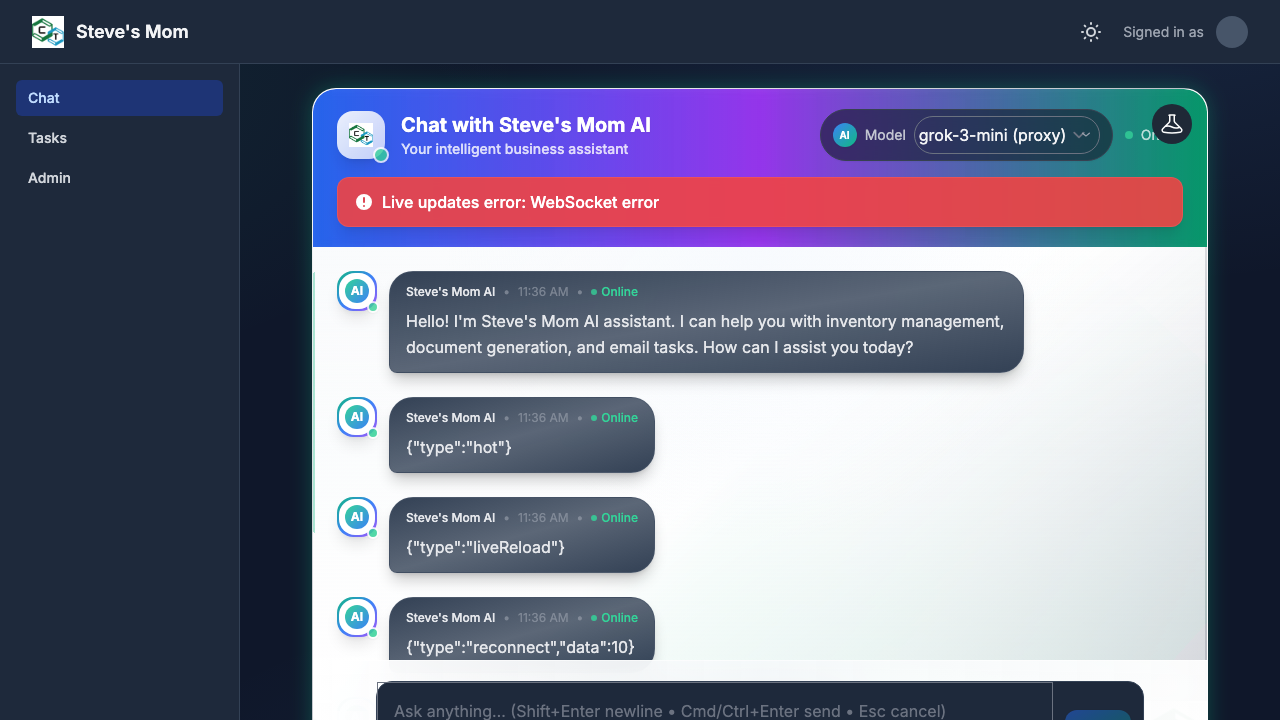 C T
Steve's Mom
Signed in as
Chat
Tasks
Admin
C T
Chat with Steve's Mom AI
Your intelligent business assistant
AI Model grok-3-mini (proxy)
Live updates error: WebSocket error
AI
Steve's Mom AI • 11:36 AM • Online
Hello! I'm Steve's Mom AI assistant. I can help you with inventory management,
document generation, and email tasks. How can I assist you today?
AI
Steve's Mom AI • 11:36 AM • Online
{"type":"hot"}
AI
Steve's Mom AI • 11:36 AM • Online
{"type":"liveReload"}
AI
Steve's Mom AI • 11:36 AM • Online
{"type":"reconnect","data":10}
Ask anything... (Shift+Enter newline • Cmd/Ctrl+Enter send • Esc cancel)